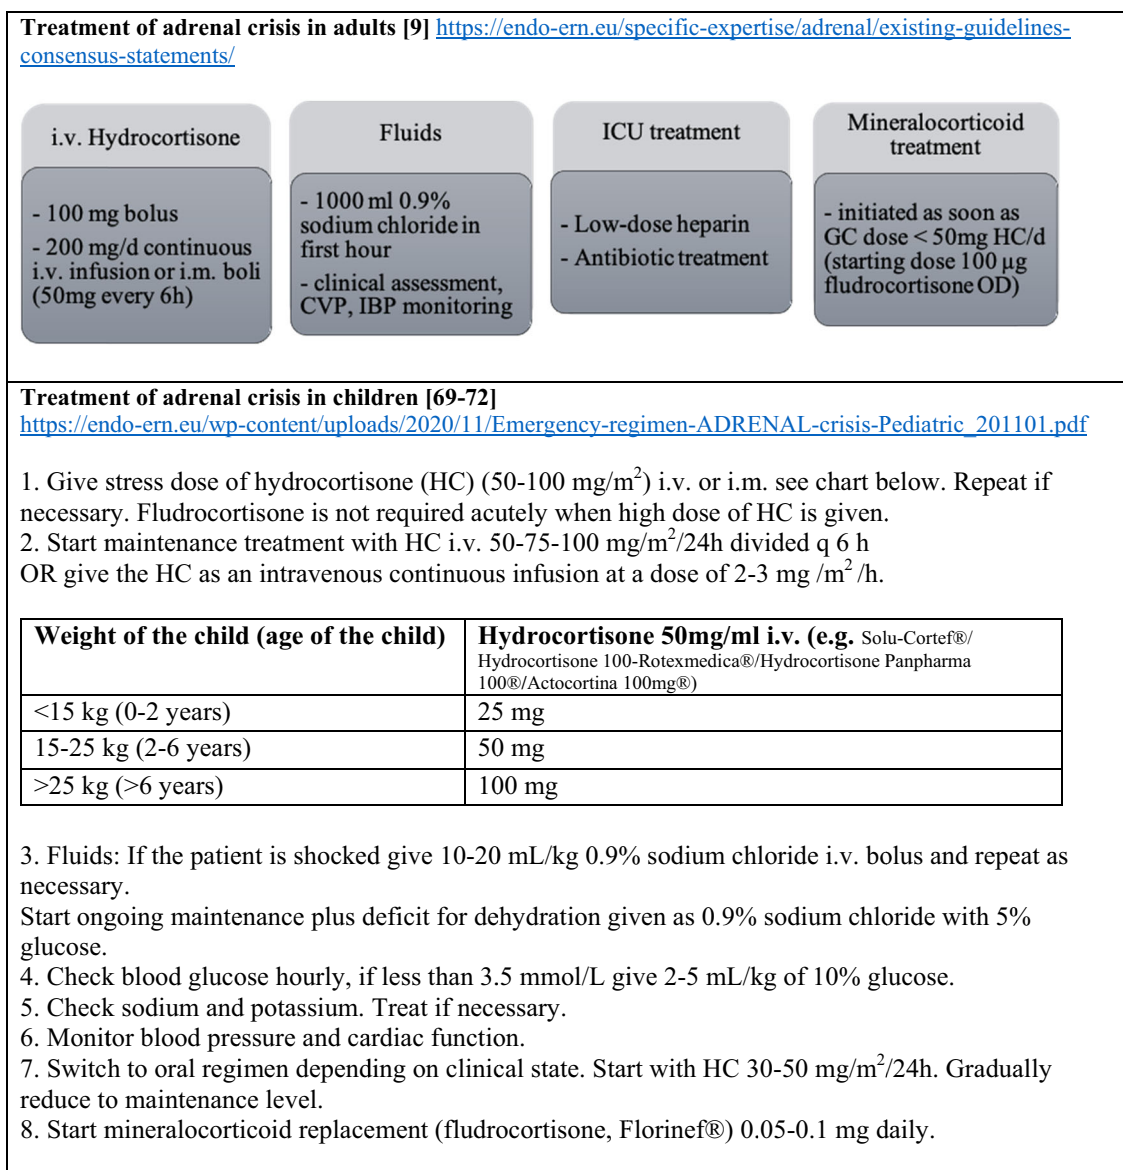 Treatment of adrenal crisis in adults [9] https://endo-ern.eu/specific-expertise/adrenal/existing-guidelines-
consensus-statements/
i.v. Hydrocortisone
- 100 mg bolus
- 200 mg/d continuous
i.v. infusion or i.m. boli
(50mg every 6h)
Fluids
- 1000 ml 0.9%
sodium chloride in
first hour
- clinical assessment,
CVP, IBP monitoring
ICU treatment
- Low-dose heparin
- Antibiotic treatment
Mineralocorticoid
treatment
- initiated as soon as
GC dose < 50mg HC/d
(starting dose 100 µg
fludrocortisone OD)
Treatment of adrenal crisis in children [69-72]
https://endo-ern.eu/wp-content/uploads/2020/11/Emergency-regimen-ADRENAL-crisis-Pediatric_201101.pdf
1. Give stress dose of hydrocortisone (HC) (50-100 mg/m²) i.v. or i.m. see chart below. Repeat if
necessary. Fludrocortisone is not required acutely when high dose of HC is given.
2. Start maintenance treatment with HC i.v. 50-75-100 mg/m²/24h divided q 6 h
OR give the HC as an intravenous continuous infusion at a dose of 2-3 mg /m² /h.
Weight of the child (age of the child)
Hydrocortisone 50mg/ml i.v. (e.g. Solu-Cortef®/
Hydrocortisone 100-Rotexmedica®/Hydrocortisone Panpharma
100®/Actocortina 100mg®)
<15 kg (0-2 years)
25 mg
15-25 kg (2-6 years)
50 mg
>25 kg (>6 years)
100 mg
3. Fluids: If the patient is shocked give 10-20 mL/kg 0.9% sodium chloride i.v. bolus and repeat as
necessary.
Start ongoing maintenance plus deficit for dehydration given as 0.9% sodium chloride with 5%
glucose.
4. Check blood glucose hourly, if less than 3.5 mmol/L give 2-5 mL/kg of 10% glucose.
5. Check sodium and potassium. Treat if necessary.
6. Monitor blood pressure and cardiac function.
7. Switch to oral regimen depending on clinical state. Start with HC 30-50 mg/m²/24h. Gradually
reduce to maintenance level.
8. Start mineralocorticoid replacement (fludrocortisone, Florinef®) 0.05-0.1 mg daily.